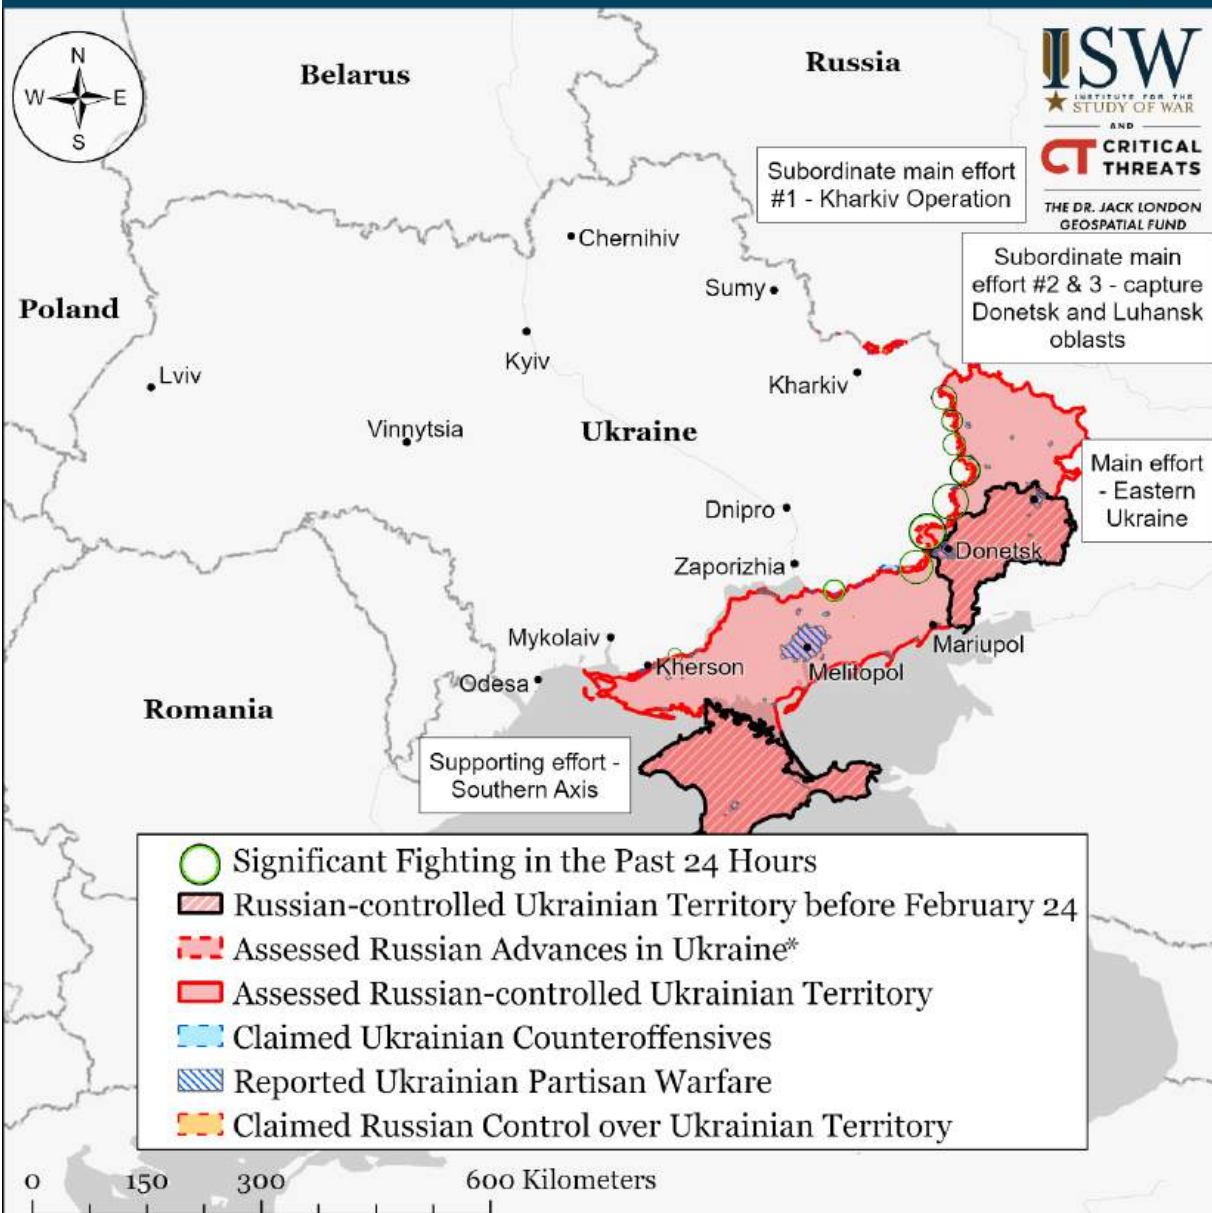 N
W
E
S
Belarus
Russia
ISW
INSTITUTE FOR THE
STUDY OF WAR
AND
CT CRITICAL
THREATS
THE DR. JACK LONDON
GEOSPATIAL FUND
Subordinate main effort
#1 - Kharkiv Operation
Subordinate main
effort #2 & 3 - capture
Donetsk and Luhansk
oblasts
Chernihiv
Sumy
Poland
Kyiv
Lviv
Kharkiv
Vinnytsia
Ukraine
Main effort
- Eastern
Ukraine
Dnipro
Donetsk
Zaporizhia
Mykolaiv
Mariupol
Kherson
Melitopol
Odesa
Romania
Supporting effort -
Southern Axis
Significant Fighting in the Past 24 Hours
Russian-controlled Ukrainian Territory before February 24
Assessed Russian Advances in Ukraine*
Assessed Russian-controlled Ukrainian Territory
Claimed Ukrainian Counteroffensives
Reported Ukrainian Partisan Warfare
Claimed Russian Control over Ukrainian Territory
0 150 300 600 Kilometers